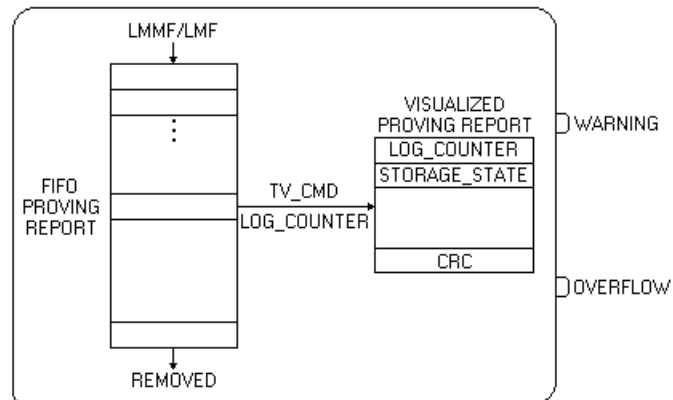 LMMF/LMF
FIFO
PROVING
REPORT
TV_CMD
LOG_COUNTER
REMOVED
VISUALIZED
PROVING REPORT
LOG_COUNTER
STORAGE_STATE
CRC
WARNING
OVERFLOW